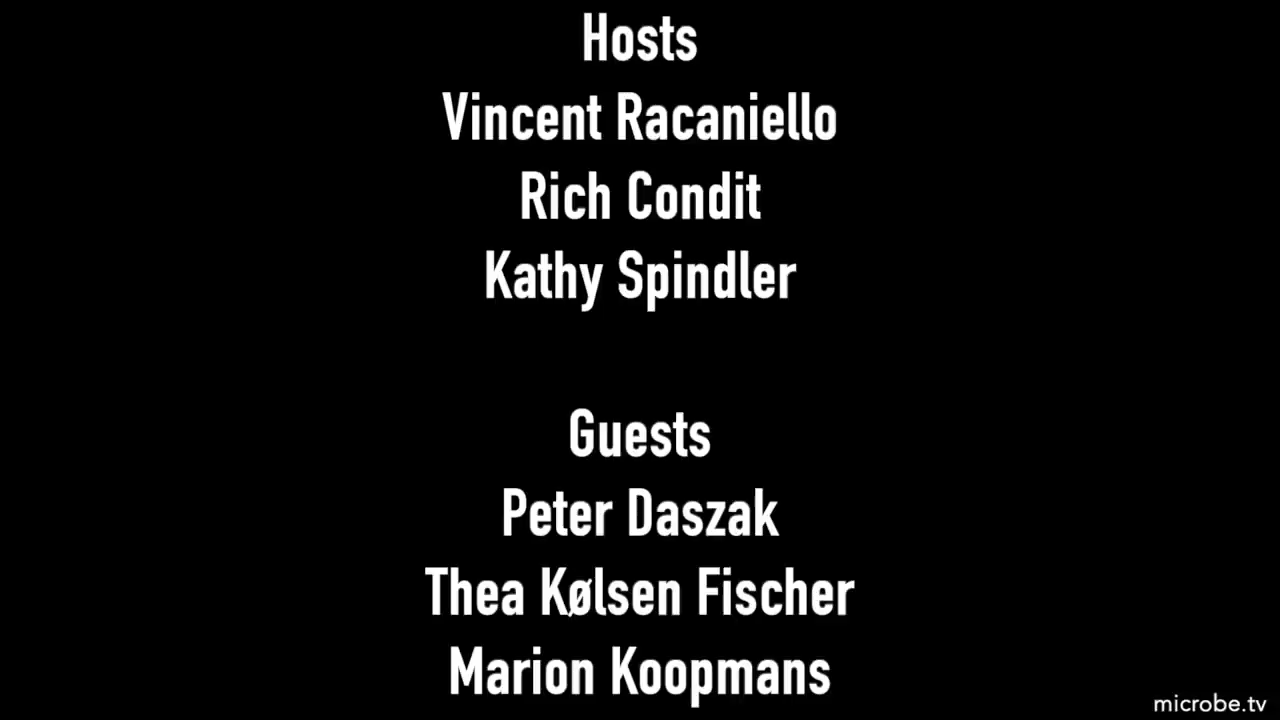 Hosts
Vincent Racaniello
Rich Condit
Kathy Spindler
Guests
Peter Daszak
Thea Kølsen Fischer
Marion Koopmans
microbe.tv